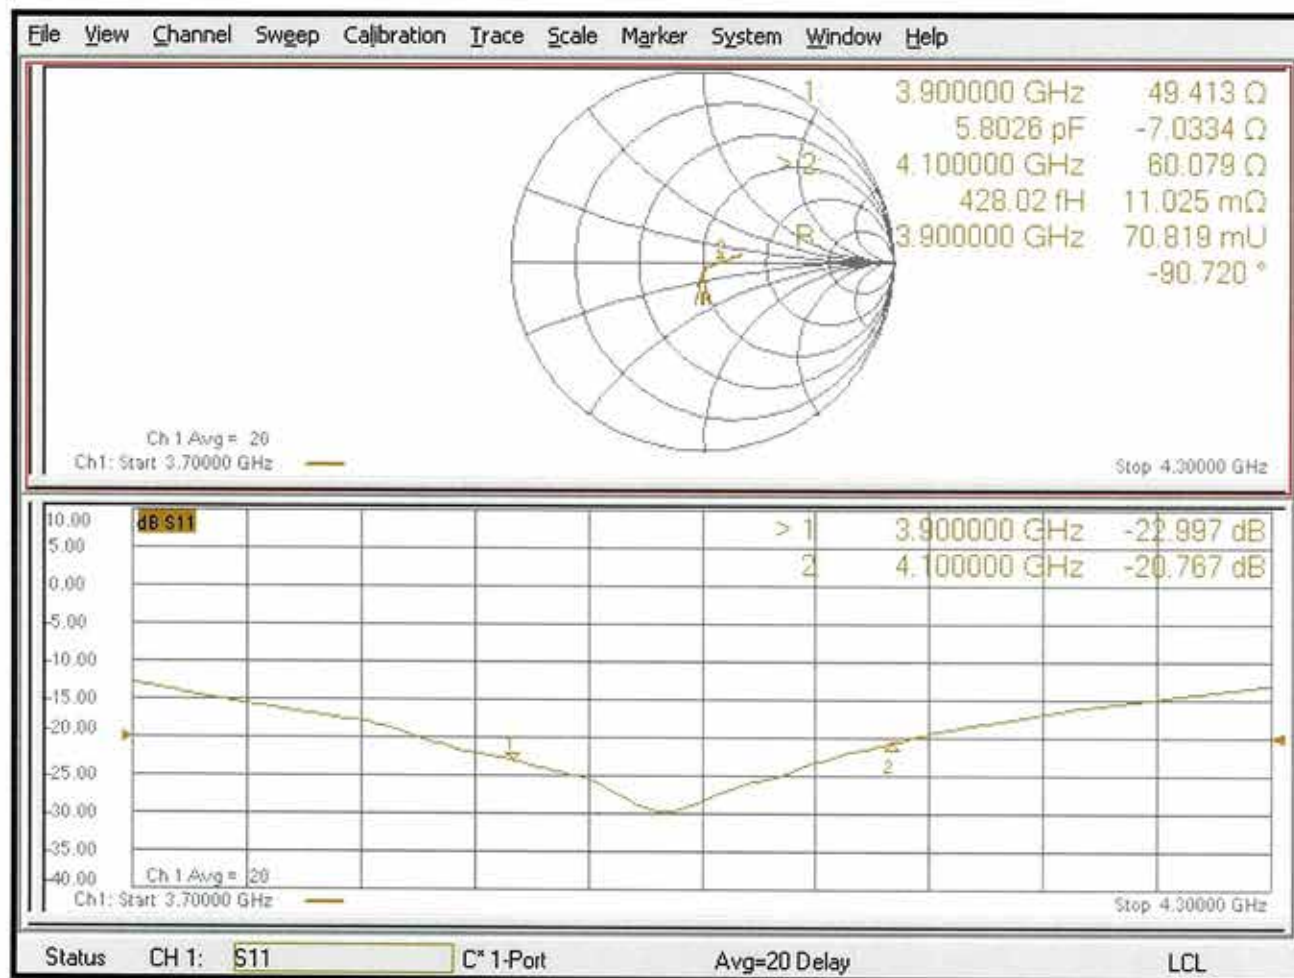 File View Channel Sweep Calibration Trace Scale Marker System Window Help
1 3.900000 GHz 49.413 Ω
5.8026 pF -7.0334 Ω
> 2 4.100000 GHz 60.079 Ω
428.02 fH 11.025 mΩ
R 3.900000 GHz 70.819 mU
-90.720 °
2
R
Ch 1 Avg = 20
Ch1: Start 3.70000 GHz
Stop 4.30000 GHz
10.00
dB S11
> 1 3.900000 GHz -22.997 dB
5.00
2 4.100000 GHz -20.767 dB
0.00
-5.00
-10.00
-15.00
-20.00
1
2
-25.00
-30.00
-35.00
-40.00
Ch 1 Avg = 20
Ch1: Start 3.70000 GHz
Stop 4.30000 GHz
Status CH 1: S11 C* 1-Port Avg=20 Delay LCL